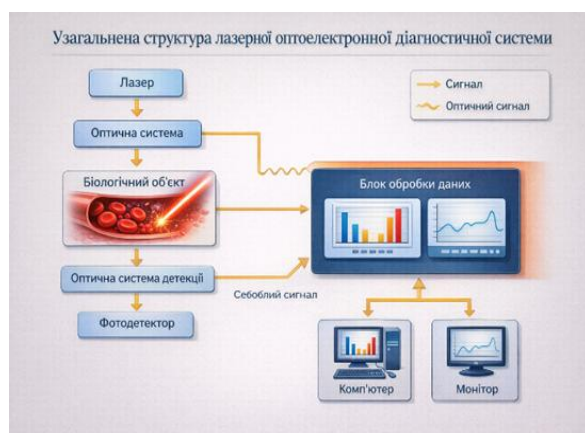 Узагальнена структура лазерної оптоелектронної діагностичної системи
Лазер
Сигнал
Оптичний сигнал
Оптична система
Біологічний об'єкт
Блок обробки даних
Оптична система детекції
Себоблий сигнал
Фотодетектор
Комп'ютер
Монітор